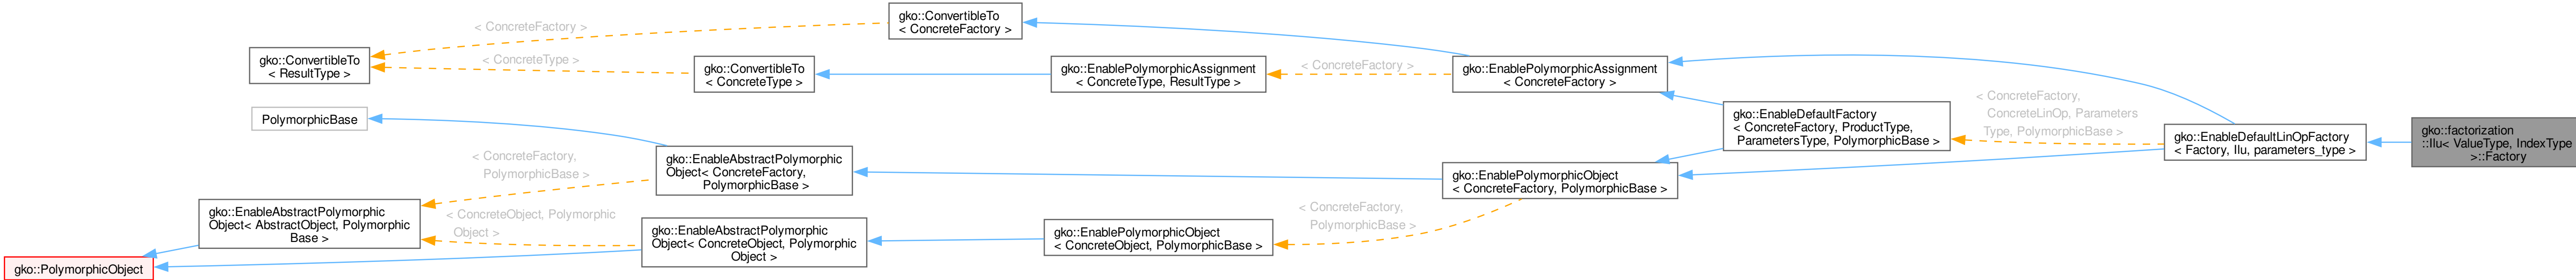 gko::ConvertibleTo
< ConcreteFactory >
< ConcreteFactory >
gko::ConvertibleTo
< ResultType >
< ConcreteType >
gko::ConvertibleTo
< ConcreteType >
gko::EnablePolymorphicAssignment
< ConcreteType, ResultType >
< ConcreteFactory >
gko::EnablePolymorphicAssignment
< ConcreteFactory >
PolymorphicBase
gko::EnableDefaultFactory
< ConcreteFactory, ProductType,
ParametersType, PolymorphicBase >
< ConcreteFactory,
ConcreteLinOp, Parameters
Type, PolymorphicBase >
gko::EnableDefaultLinOpFactory
< Factory, Ilu, parameters_type >
gko::factorization
::Ilu< ValueType, IndexType
>::Factory
< ConcreteFactory,
PolymorphicBase >
gko::EnableAbstractPolymorphic
Object< ConcreteFactory,
PolymorphicBase >
gko::EnablePolymorphicObject
< ConcreteFactory, PolymorphicBase >
gko::EnableAbstractPolymorphic
Object< AbstractObject, Polymorphic
Base >
< ConcreteObject, Polymorphic
Object >
gko::EnableAbstractPolymorphic
Object< ConcreteObject, Polymorphic
Object >
gko::EnablePolymorphicObject
< ConcreteObject, PolymorphicBase >
< ConcreteFactory,
PolymorphicBase >
gko::PolymorphicObject